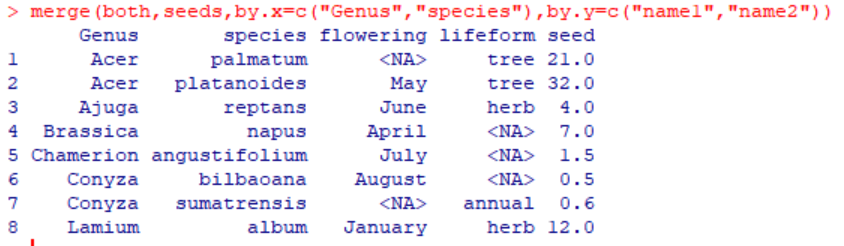 > merge(both,seeds,by.x=c("Genus","species"),by.y=c("name1","name2"))
Genus species flowering lifeform seed
1 Acer palmatum <NA> tree 21.0
2 Acer platanoides May tree 32.0
3 Ajuga reptans June herb 4.0
4 Brassica napus April <NA> 7.0
5 Chamerion angustifolium July <NA> 1.5
6 Conyza bilbaoana August <NA> 0.5
7 Conyza sumatrensis <NA> annual 0.6
8 Lamium album January herb 12.0